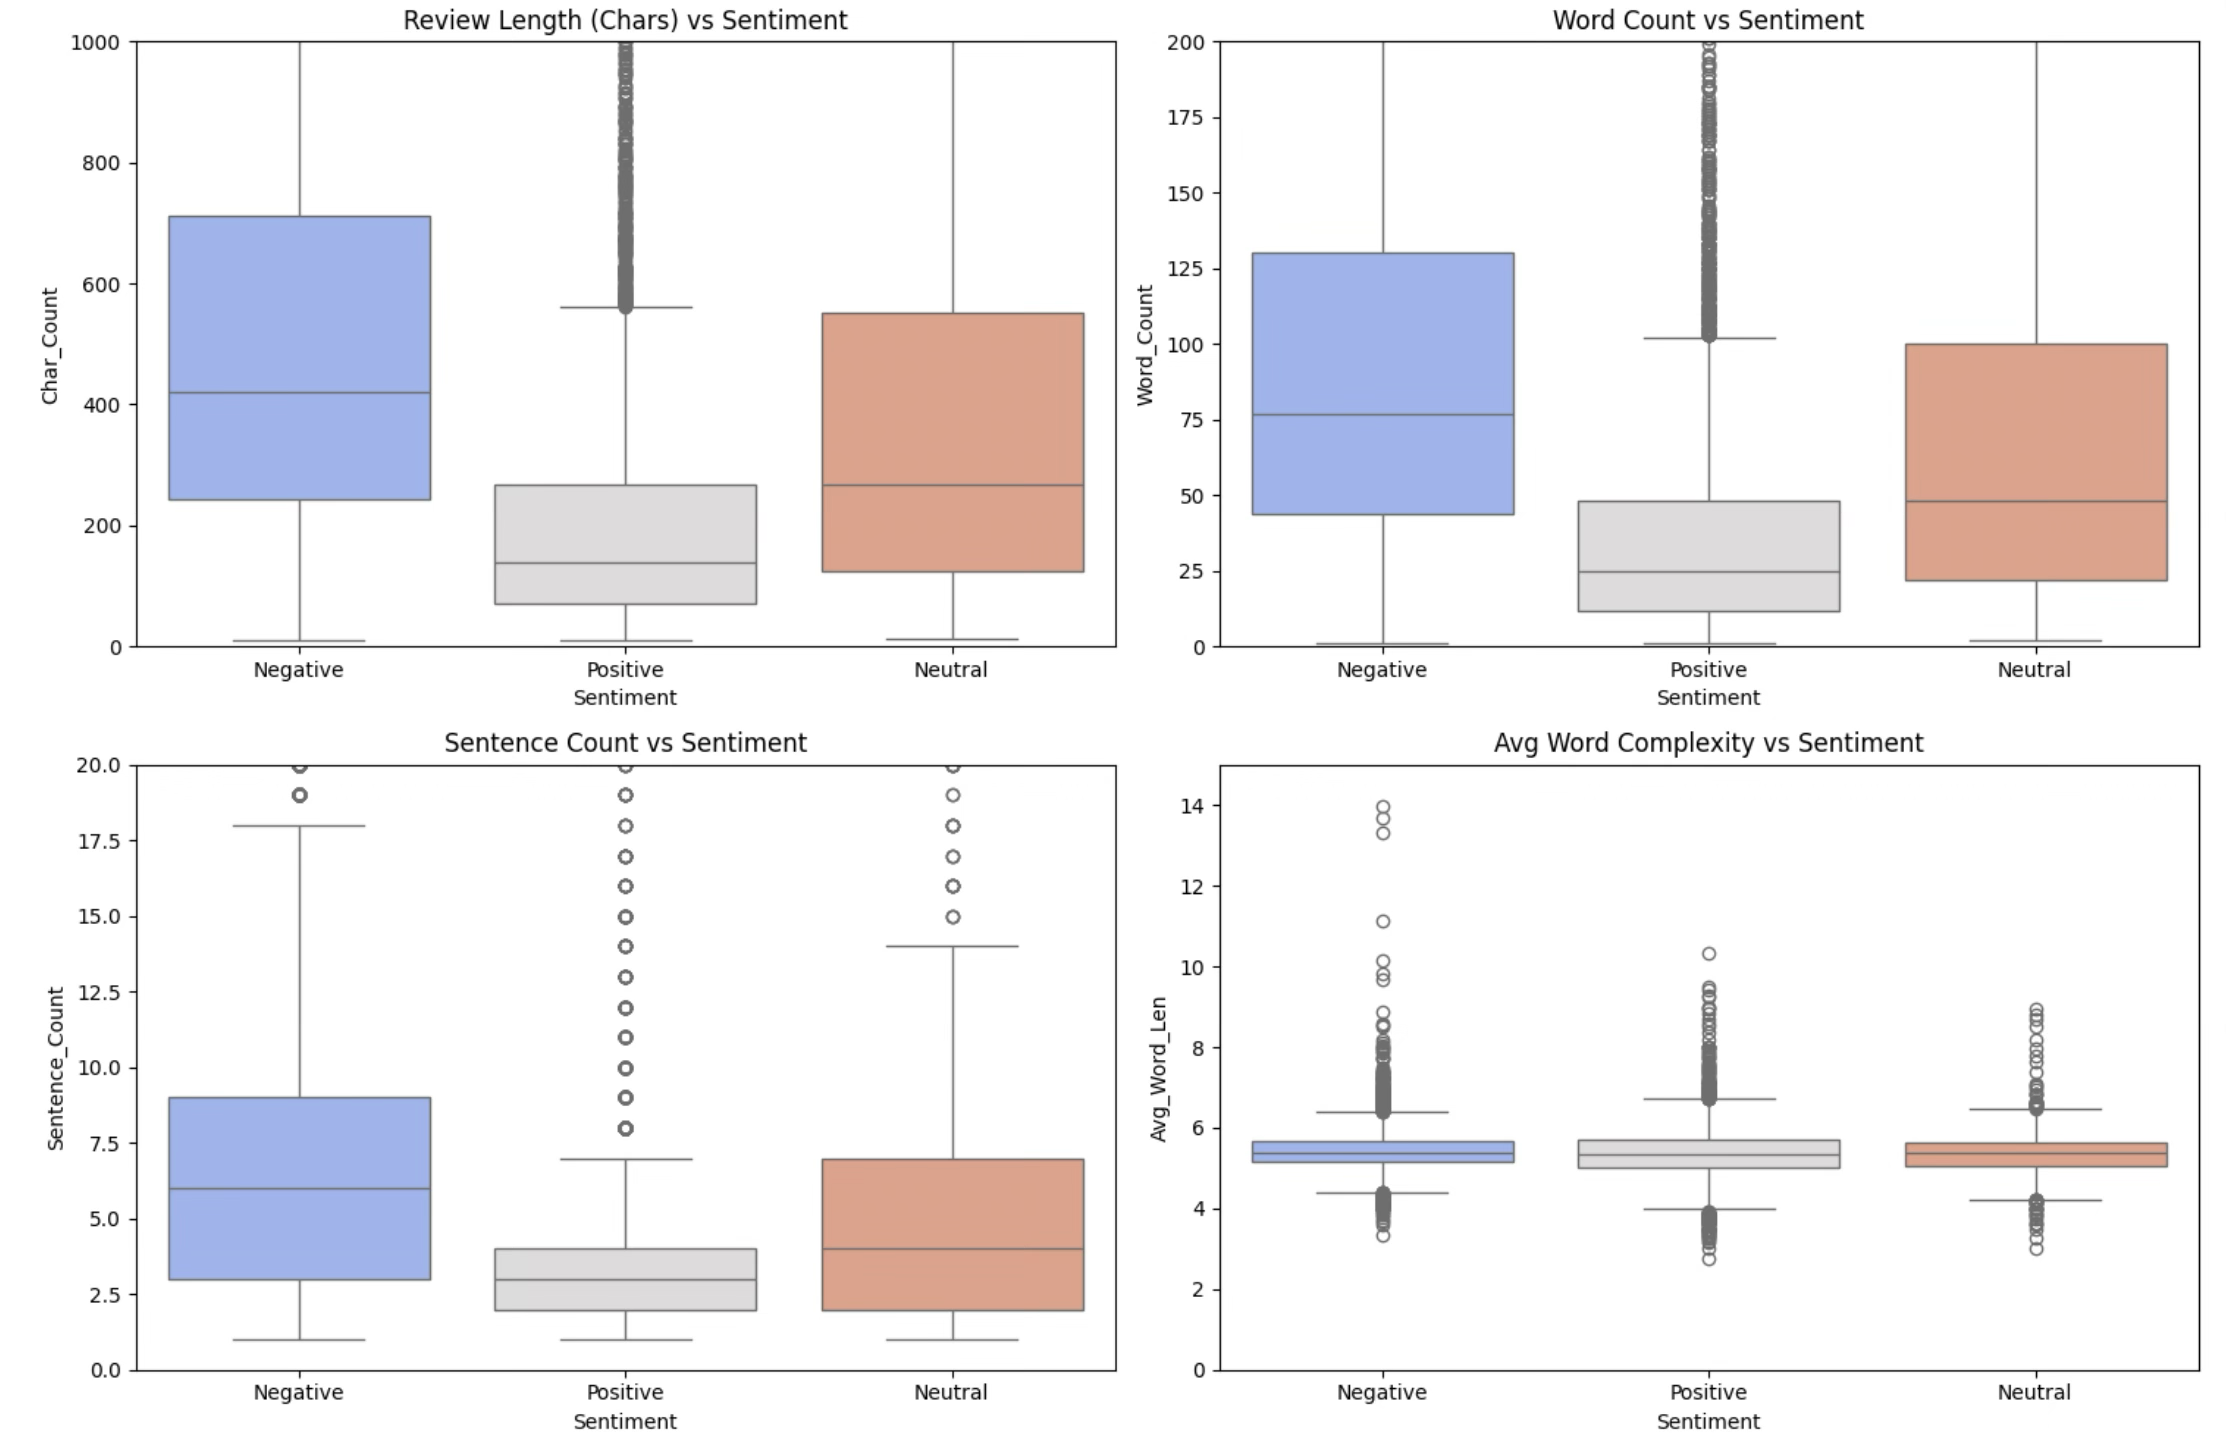 Review Length (Chars) vs Sentiment
1000
800
600
400
200
0
Char_Count
Negative Positive Neutral
Sentiment
Word Count vs Sentiment
200
175
150
125
100
75
50
25
0
Word_Count
Negative Positive Neutral
Sentiment
Sentence Count vs Sentiment
20.0
17.5
15.0
12.5
10.0
7.5
5.0
2.5
0.0
Sentence_Count
Negative Positive Neutral
Sentiment
Avg Word Complexity vs Sentiment
14
12
10
8
6
4
2
0
Avg_Word_Len
Negative Positive Neutral
Sentiment